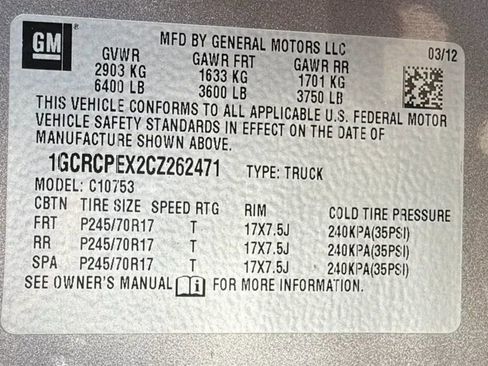 GM
MFD BY GENERAL MOTORS LLC
03/12
GVWR GAWR FRT GAWR RR
2903 KG 1633 KG 1701 KG
6400 LB 3600 LB 3750 LB
THIS VEHICLE CONFORMS TO ALL APPLICABLE U.S. FEDERAL MOTOR
VEHICLE SAFETY STANDARDS IN EFFECT ON THE DATE OF
MANUFACTURE SHOWN ABOVE.
1GCRCPEX2CZ262471 TYPE: TRUCK
MODEL: C10753
CBTN TIRE SIZE SPEED RTG RIM COLD TIRE PRESSURE
FRT P245/70R17 T 17X7.5J 240KPA(35PSI)
RR P245/70R17 T 17X7.5J 240KPA(35PSI)
SPA P245/70R17 T 17X7.5J 240KPA(35PSI)
SEE OWNER'S MANUAL FOR MORE INFORMATION.